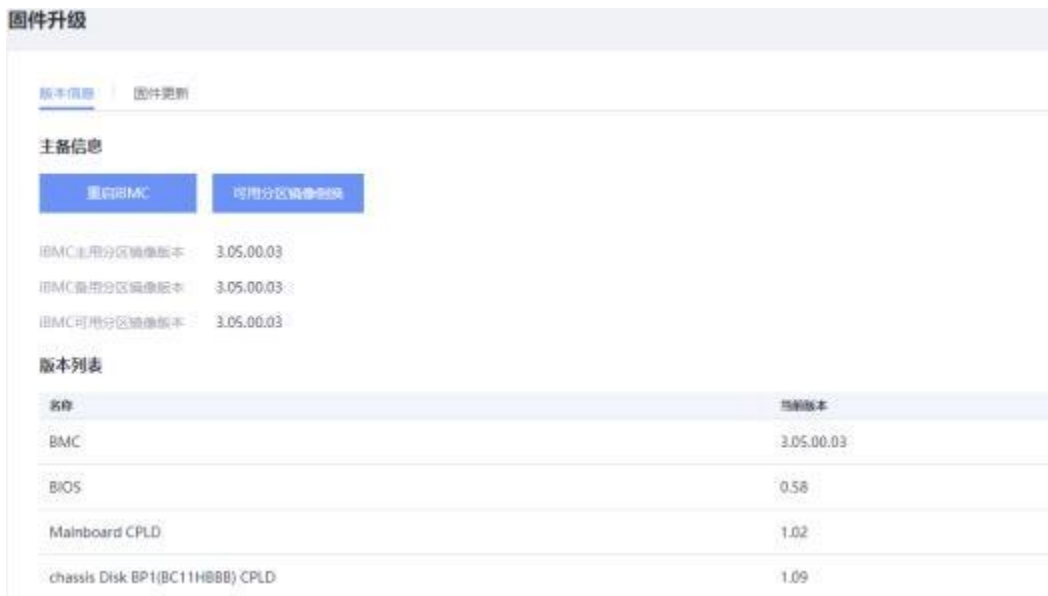 固件升级
版本信息 固件更新
主备信息
重启iBMC 可用分区镜像倒换
iBMC主用分区镜像版本 3.05.00.03
iBMC备用分区镜像版本 3.05.00.03
iBMC可用分区镜像版本 3.05.00.03
版本列表
名称 当前版本
BMC 3.05.00.03
BIOS 0.58
Mainboard CPLD 1.02
chassis Disk BP1(BC11HBBB) CPLD 1.09